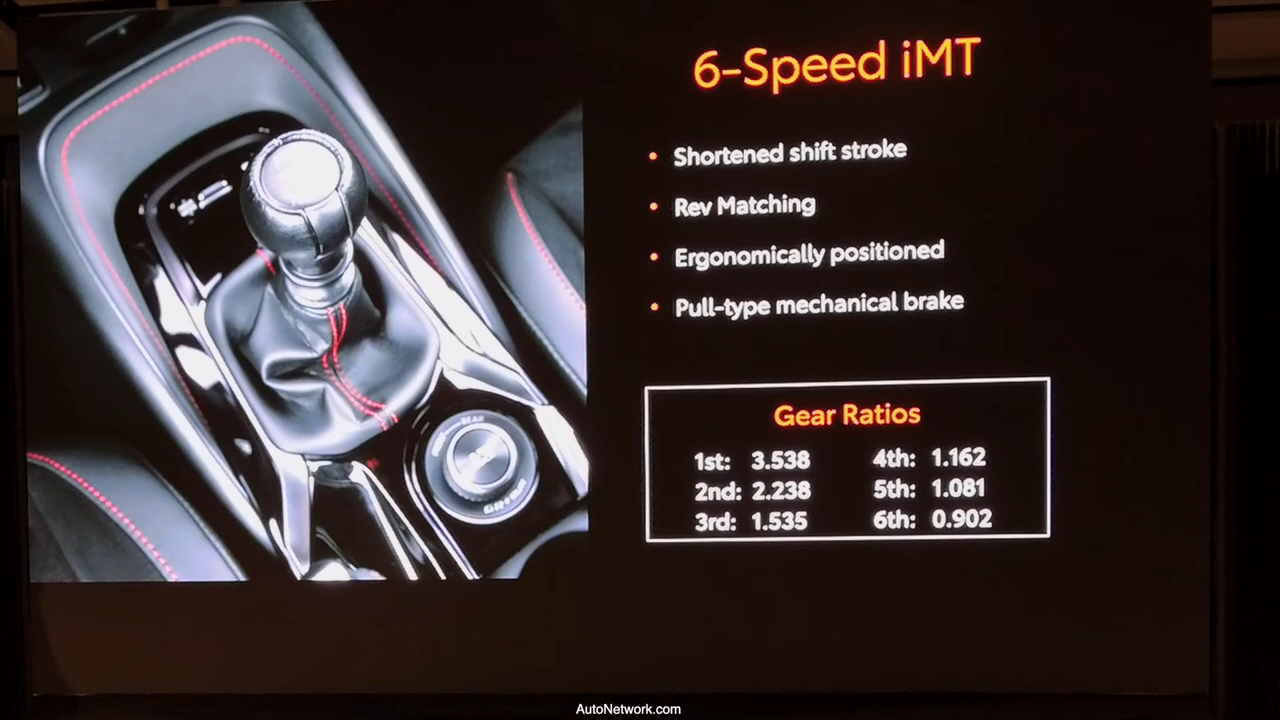 6-Speed iMT
• Shortened shift stroke
• Rev Matching
• Ergonomically positioned
• Pull-type mechanical brake
Gear Ratios
1st: 3.538 4th: 1.162
2nd: 2.238 5th: 1.081
3rd: 1.535 6th: 0.902
AutoNetwork.com